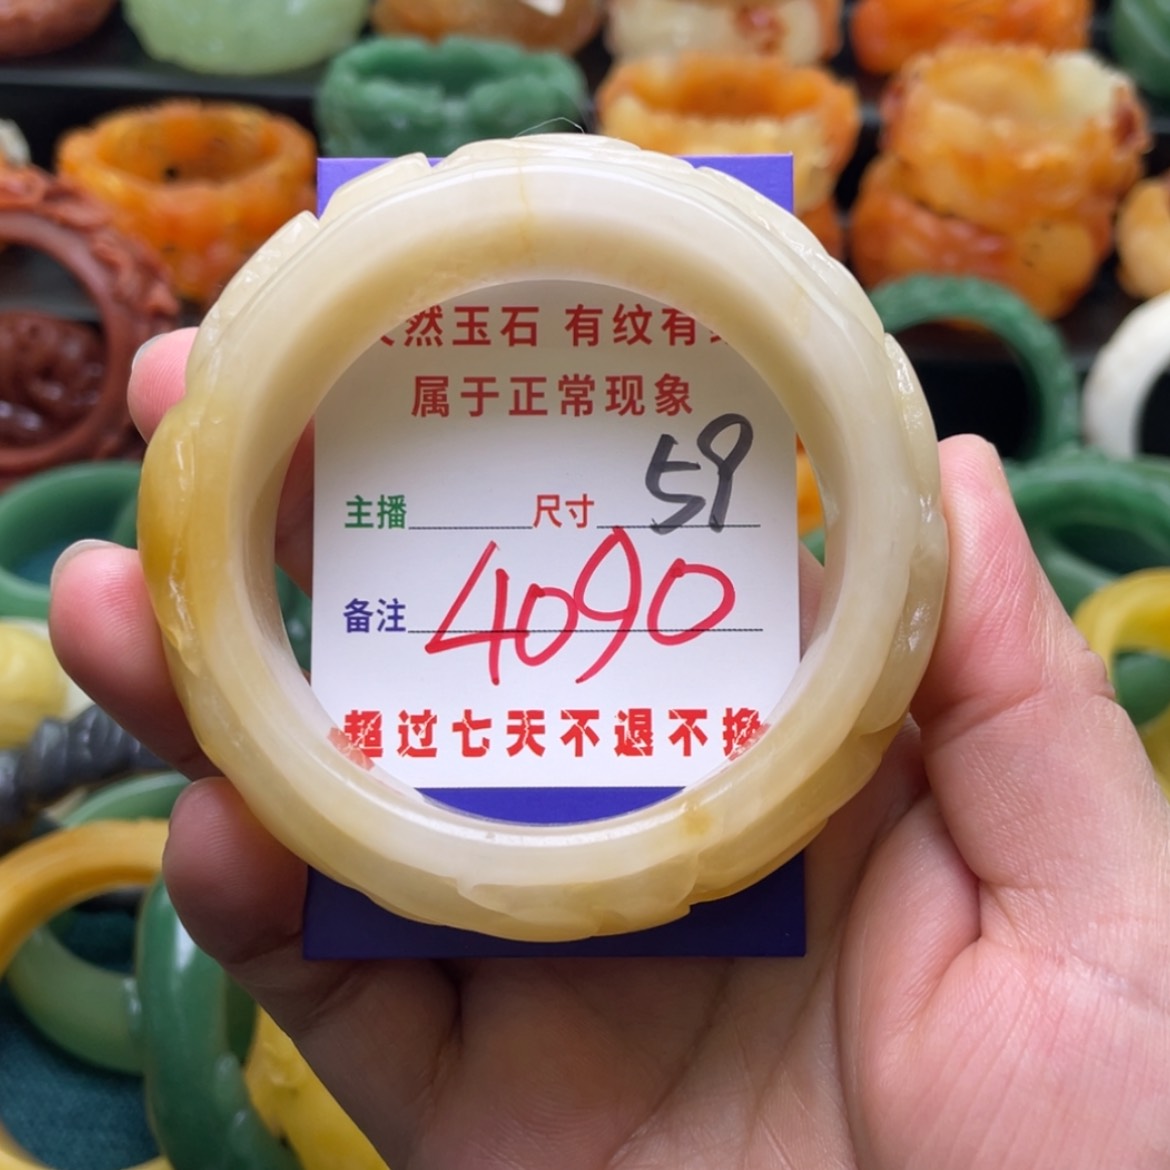 然玉石 有纹有
属于正常现象
主播 尺寸 59
备注 4090
超过七天不退不换